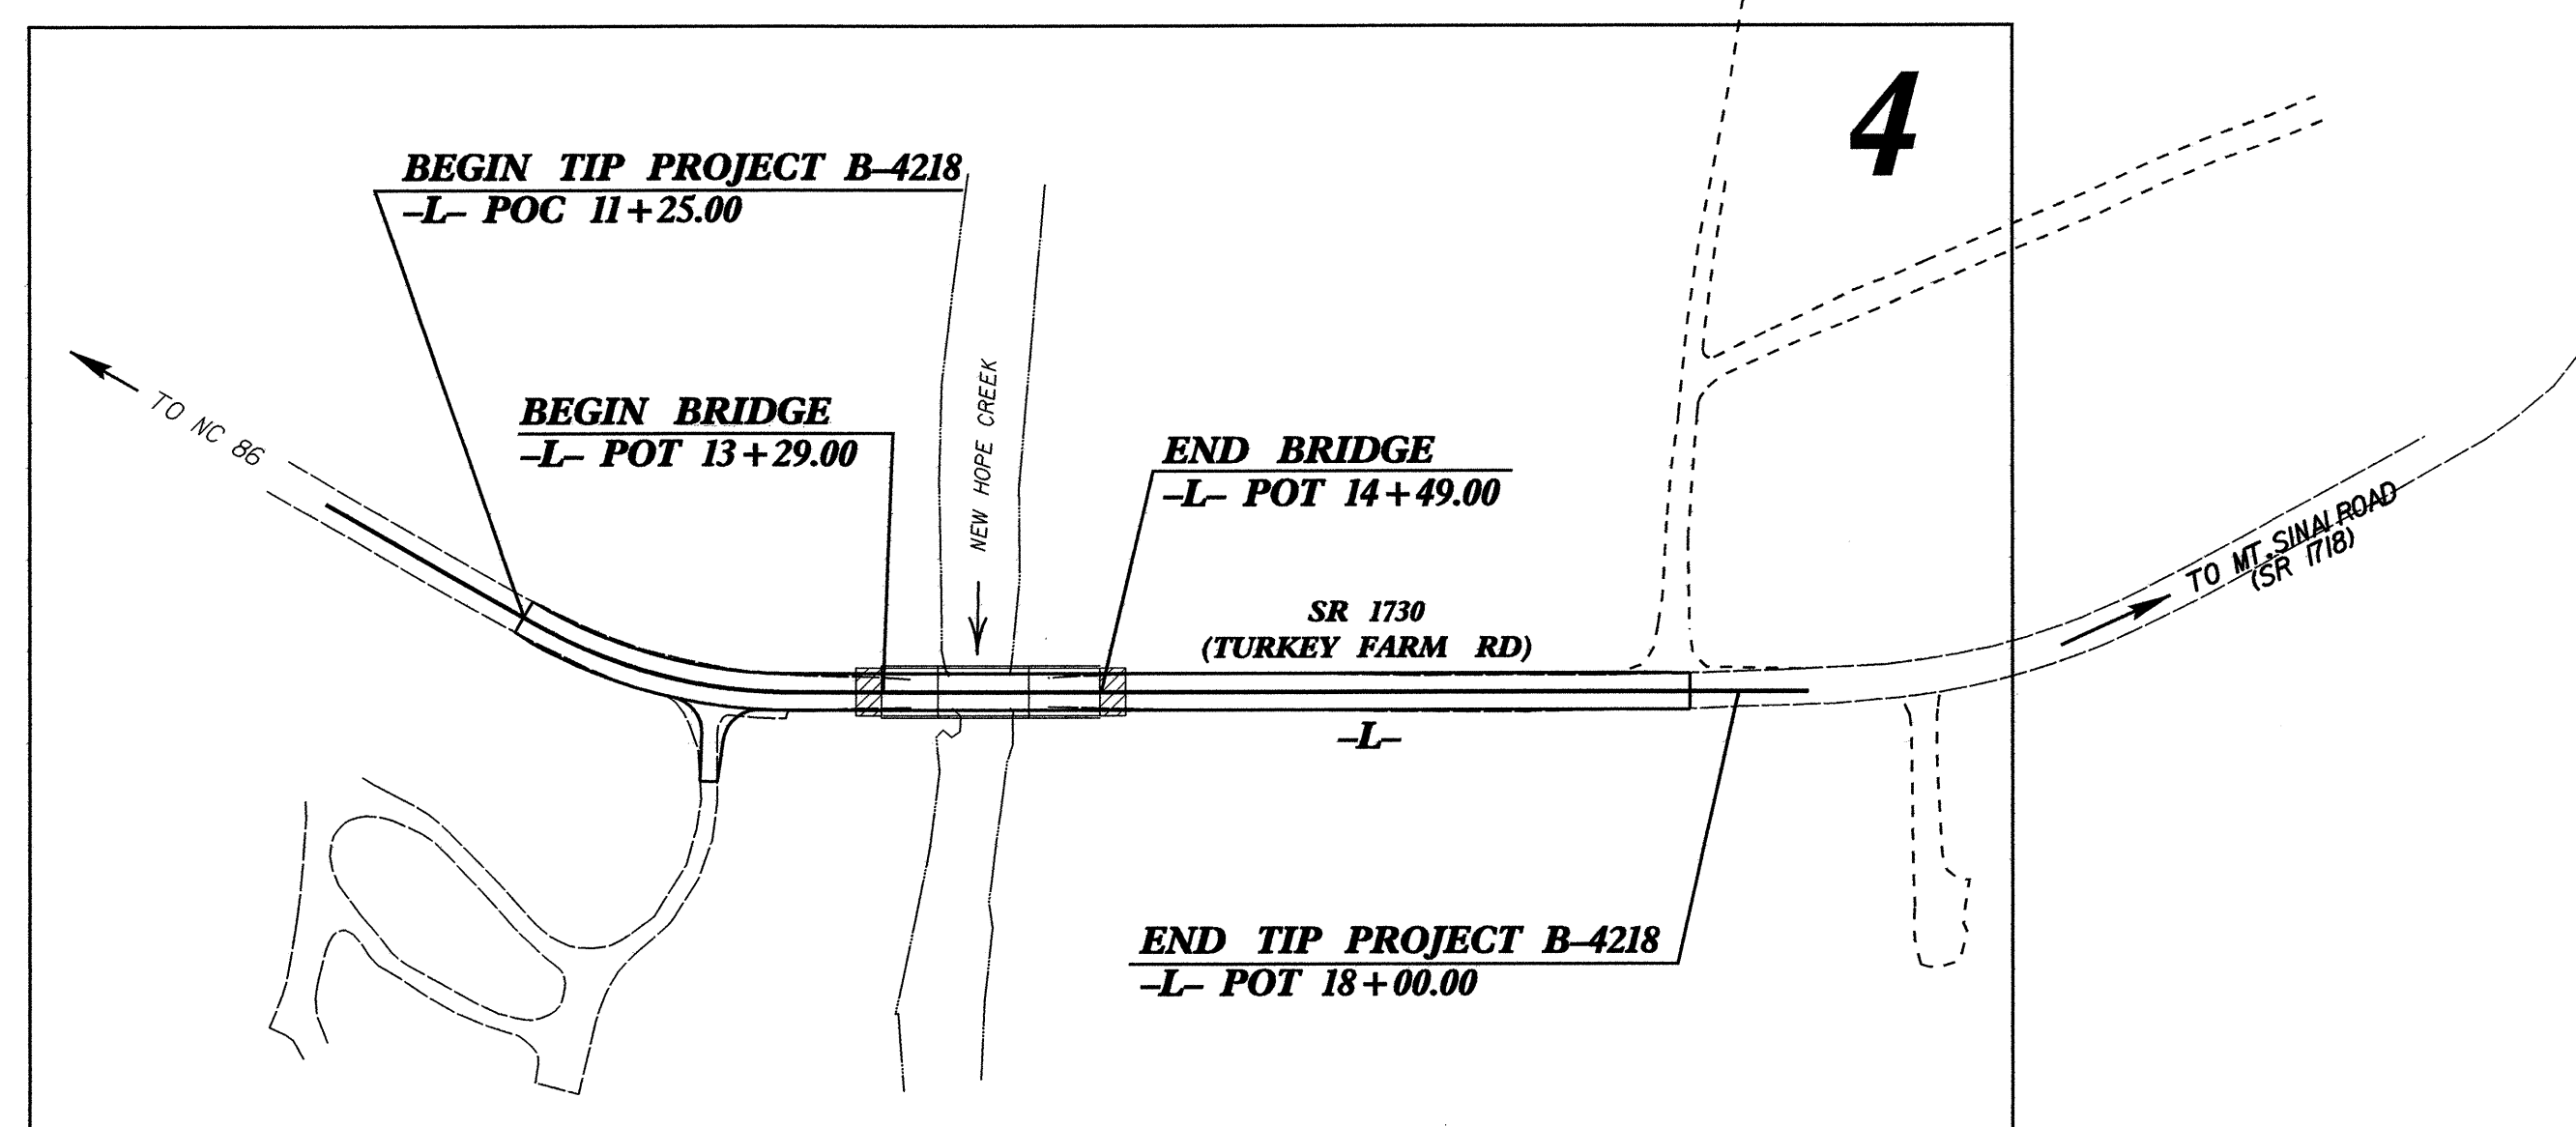 4
BEGIN TIP PROJECT B-4218
-L- POC 11+25.00
TO NC 86
BEGIN BRIDGE
-L- POT 13+29.00
NEW HOPE CREEK
END BRIDGE
-L- POT 14+49.00
SR 1730
(TURKEY FARM RD)
TO MT. SINAI ROAD
(SR 1718)
-L-
END TIP PROJECT B-4218
-L- POT 18+00.00